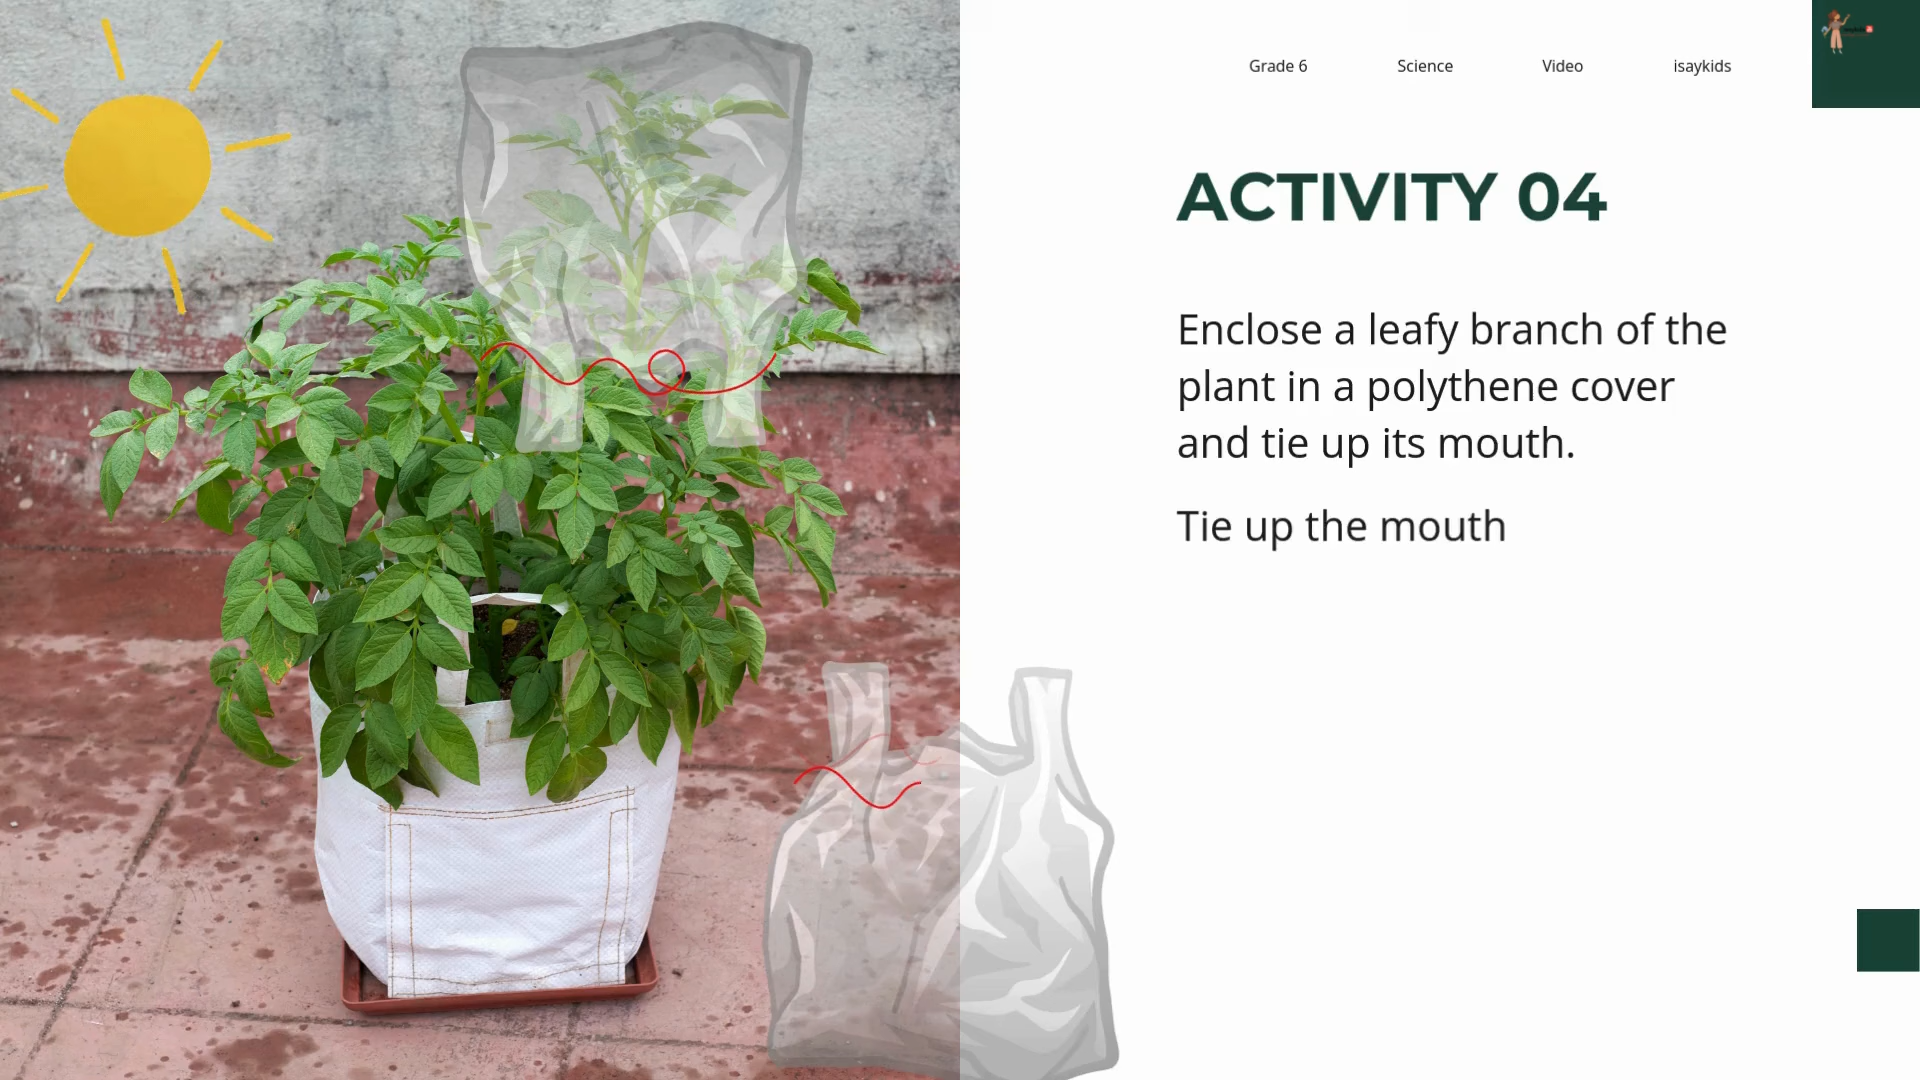 Grade 6 Science Video isaykids
ACTIVITY 04
Enclose a leafy branch of the
plant in a polythene cover
and tie up its mouth.
Tie up the mouth